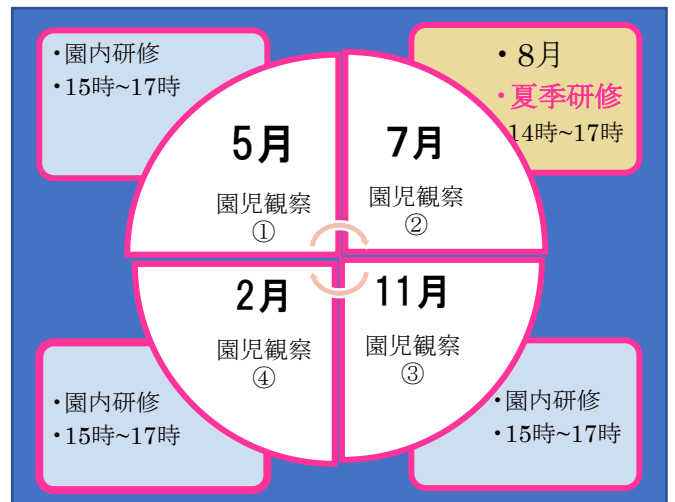 ・園内研修
・15時~17時
・8月
・夏季研修
14時~17時
5月
園児観察
①
7月
園児観察
②
2月
園児観察
④
11月
園児観察
③
・園内研修
・15時~17時
・園内研修
・15時~17時